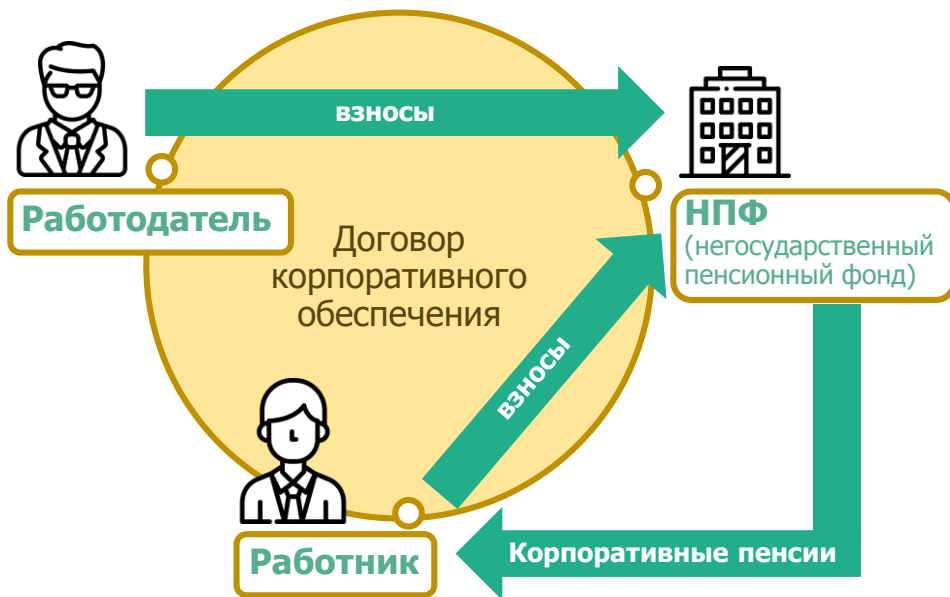 взносы
Работодатель
НПФ
(негосударственный
пенсионный фонд)
Договор
корпоративного
обеспечения
взносы
Работник
Корпоративные пенсии